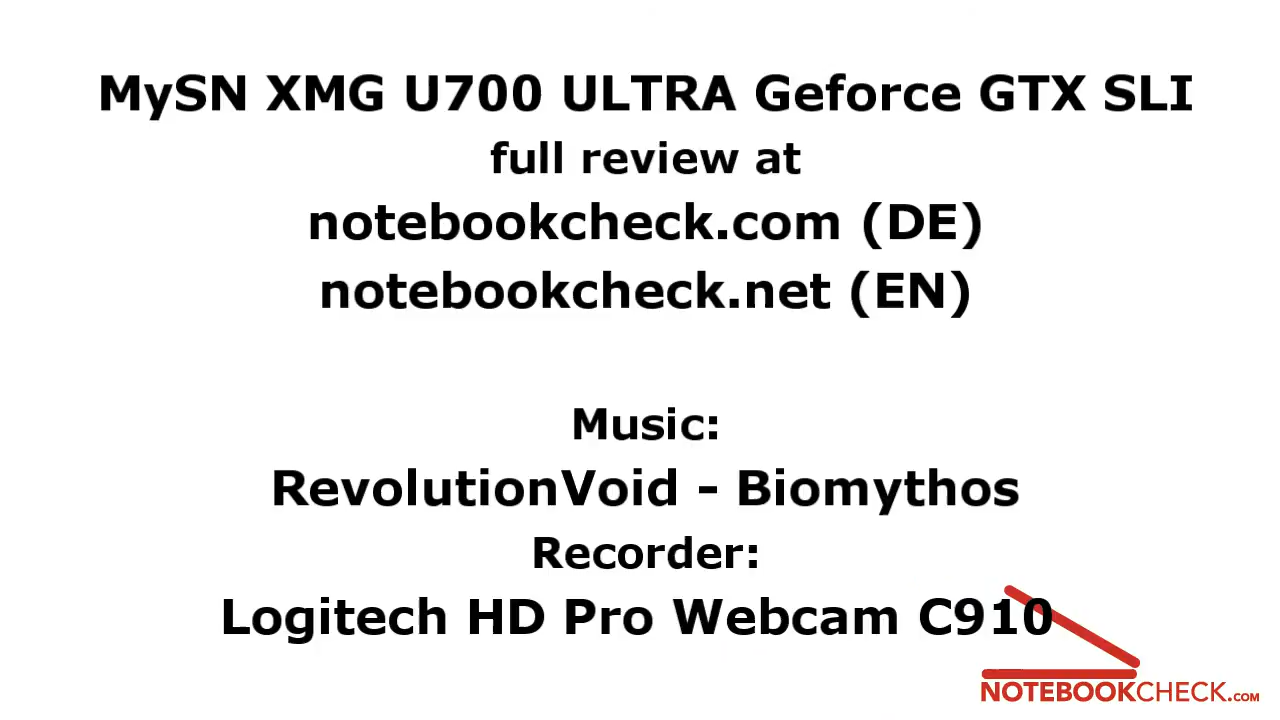 MySN XMG U700 ULTRA Geforce GTX SLI
full review at
notebookcheck.com (DE)
notebookcheck.net (EN)
Music:
RevolutionVoid - Biomythos
Recorder:
Logitech HD Pro Webcam C910
NOTEBOOKCHECK.COM